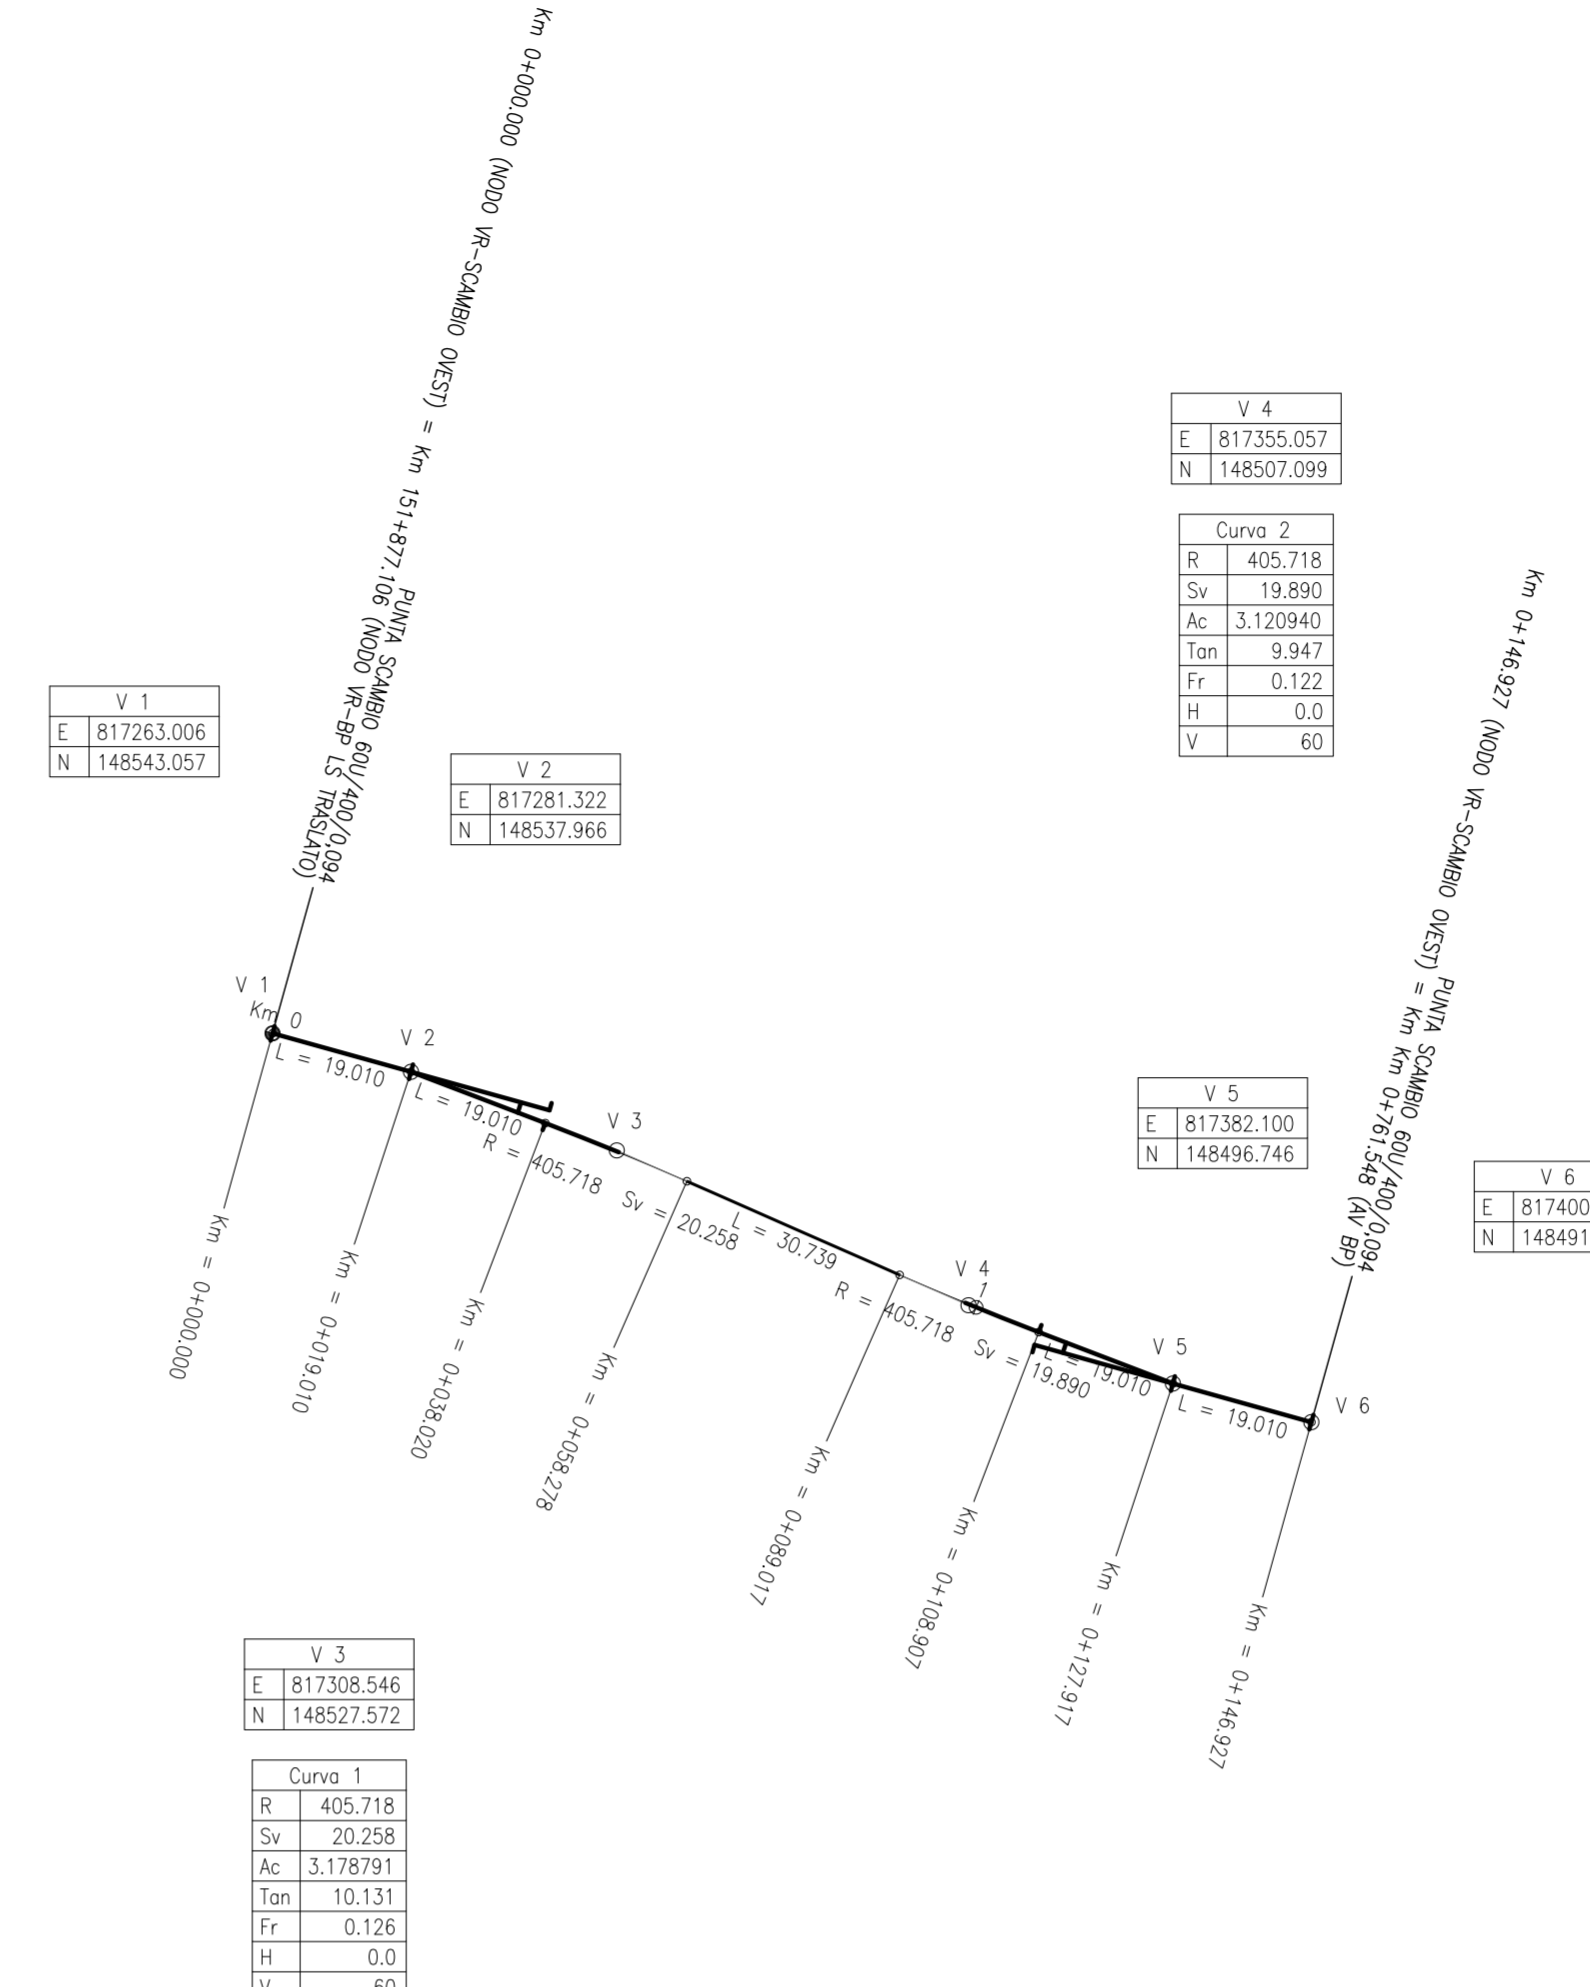 Km 0+000.000 (NODO VR-SCAMBIO OVEST) = Km 151+877.106 (NODO VR-BP LS TRASLATO)
PUNTA SCAMBIO 60U/400/0,094
V 4
E 817355.057
N 148507.099
Curva 2
R 405.718
Sv 19.890
Ac 3.120940
Tan 9.947
Fr 0.122
H 0.0
V 60
Km 0+146.927 (NODO VR-SCAMBIO OVEST) = Km Km 0+761.548 (AV BP)
PUNTA SCAMBIO 60U/400/0,094
V 1
E 817263.006
N 148543.057
V 2
E 817281.322
N 148537.966
V 5
E 817382.100
N 148496.746
V 6
E 817400
N 148491
V 1
Km 0
L = 19.010
V 2
L = 19.010
V 3
R = 405.718 Sv = 20.258
L = 30.739
V 4
1
R = 405.718 Sv = 19.890
L = 19.010
V 5
L = 19.010
V 6
Km = 0+000.000
Km = 0+019.010
Km = 0+038.020
Km = 0+058.278
Km = 0+089.017
Km = 0+108.907
Km = 0+127.917
Km = 0+146.927
V 3
E 817308.546
N 148527.572
Curva 1
R 405.718
Sv 20.258
Ac 3.178791
Tan 10.131
Fr 0.126
H 0.0
V 60